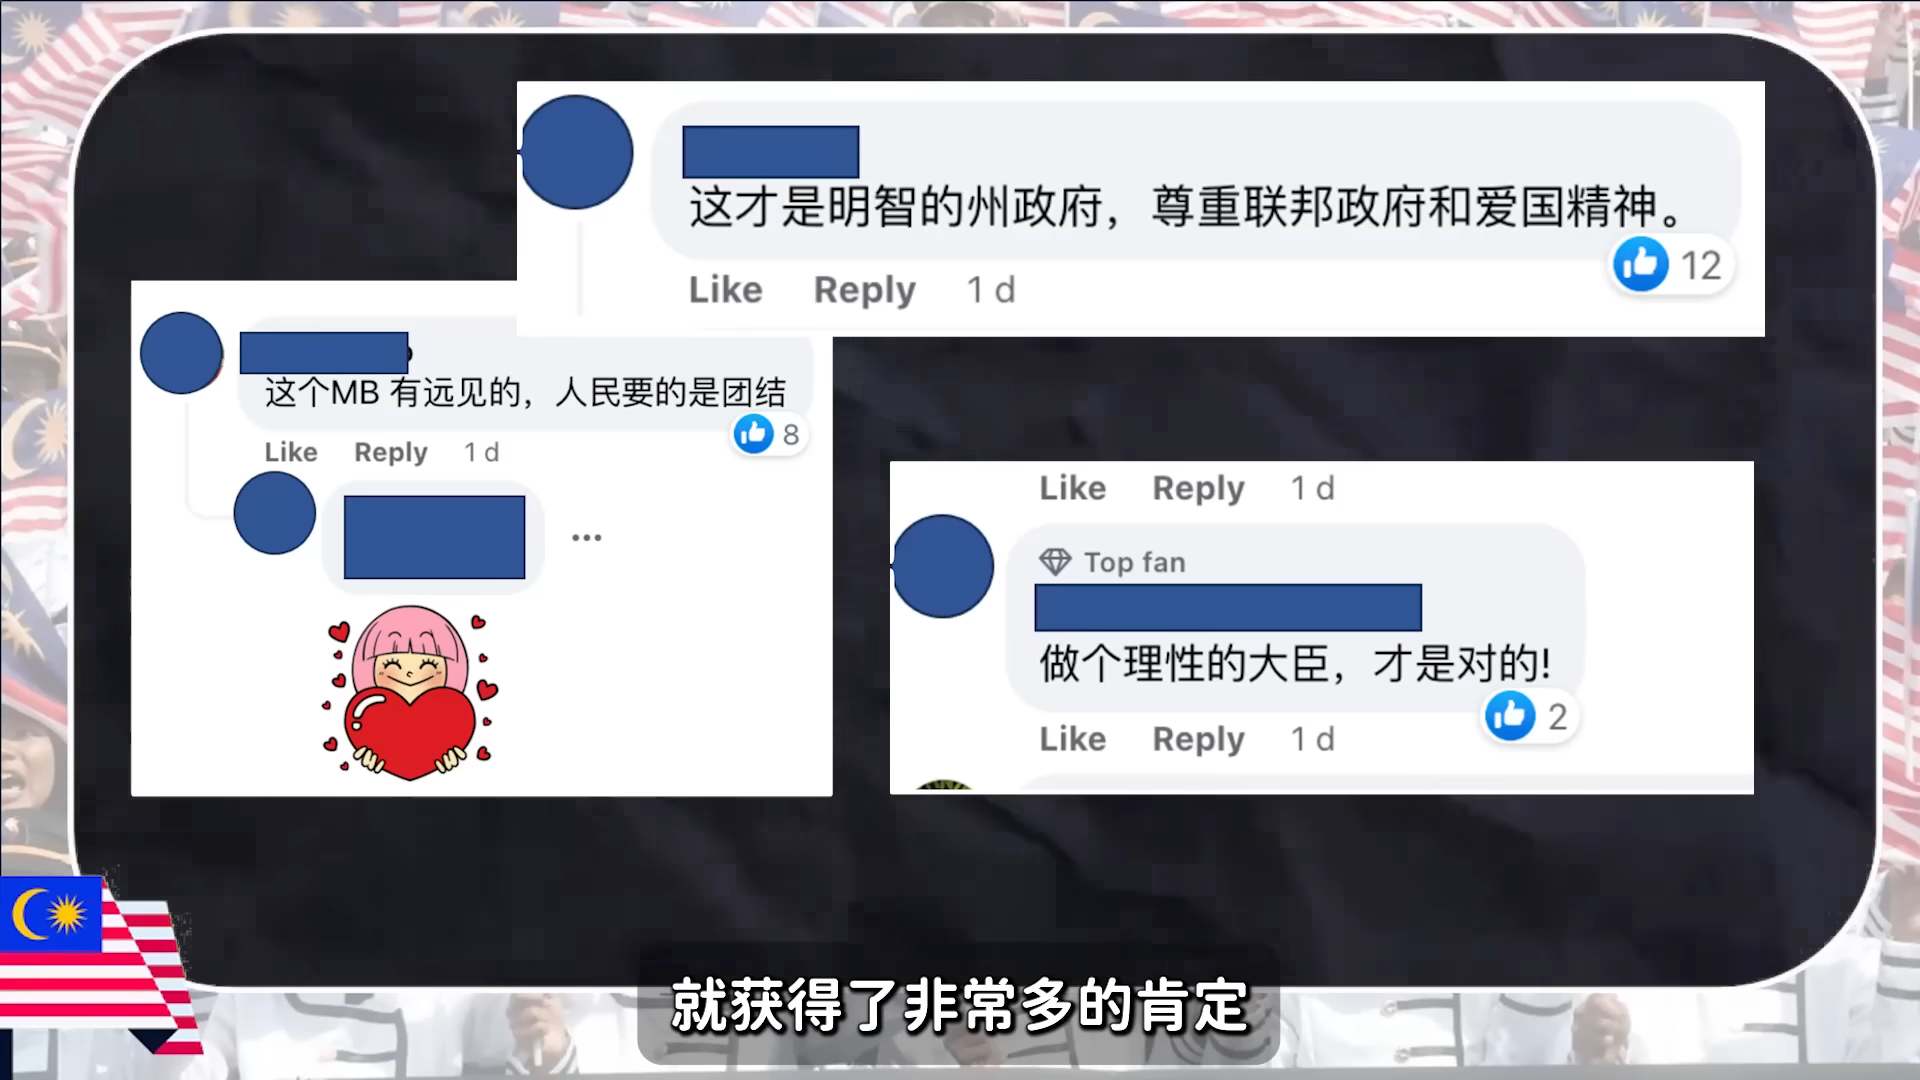 这才是明智的州政府，尊重联邦政府和爱国精神。
12
Like Reply 1 d
这个MB 有远见的，人民要的是团结
8
Like Reply 1 d
Like Reply 1 d
Top fan
做个理性的大臣，才是对的!
2
Like Reply 1 d
就获得了非常多的肯定